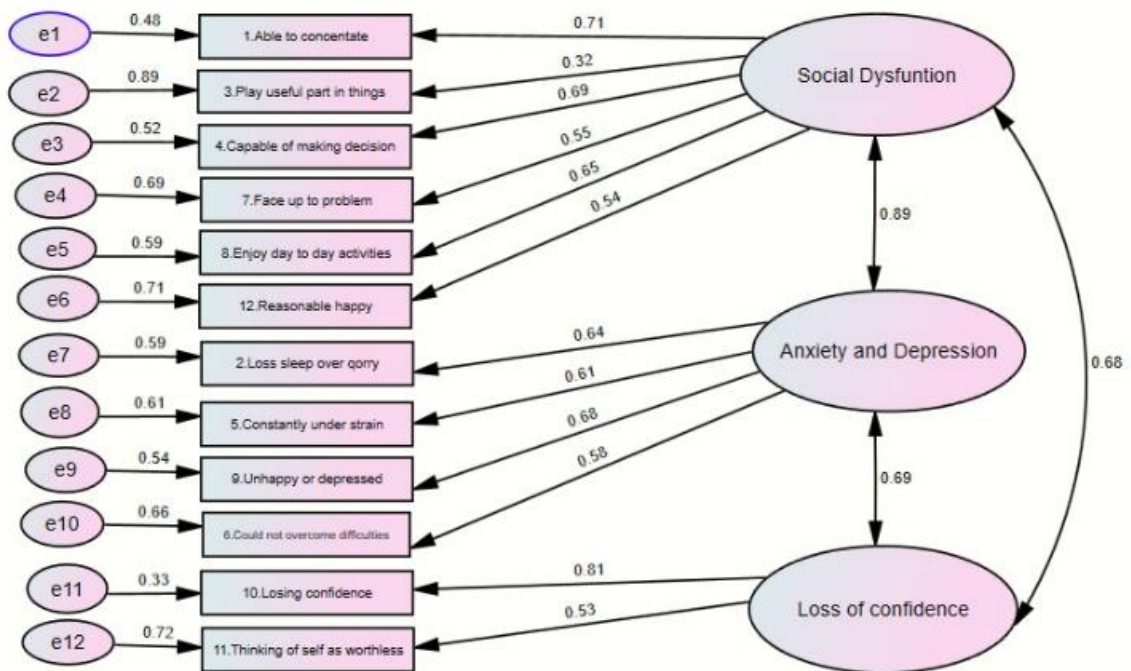 e1
0.48
1.Able to concentate
0.71
Social Dysfuntion
e2
0.89
3.Play useful part in things
0.32
e3
0.52
4.Capable of making decision
0.69
e4
0.69
7.Face up to problem
0.55
e5
0.59
8.Enjoy day to day activities
0.65
e6
0.71
12.Reasonable happy
0.54
0.89
e7
0.59
2.Loss sleep over qorry
0.64
Anxiety and Depression
e8
0.61
5.Constantly under strain
0.61
0.68
e9
0.54
9.Unhappy or depressed
0.68
e10
0.66
6.Could not overcome difficulties
0.58
0.69
e11
0.33
10.Losing confidence
0.81
Loss of confidence
e12
0.72
11.Thinking of self as worthless
0.53